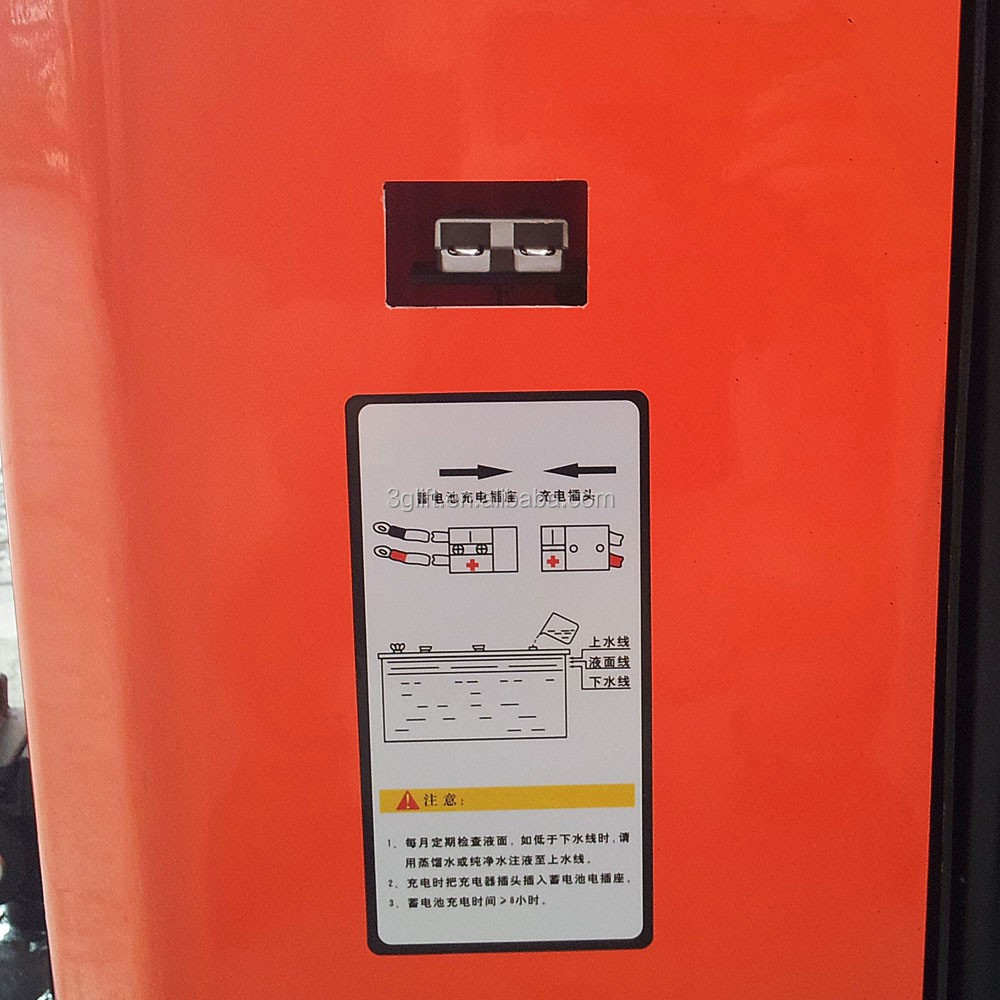 蓄电池充电插座 充电插头
3glift.en.alibaba.com
上水线
液面线
下水线
注意：
1、每月定期检查液面，如低于下水线时，请
用蒸馏水或纯净水注液至上水线。
2、充电时把充电器插头插入蓄电池电插座。
3、蓄电池充电时间≥8小时。